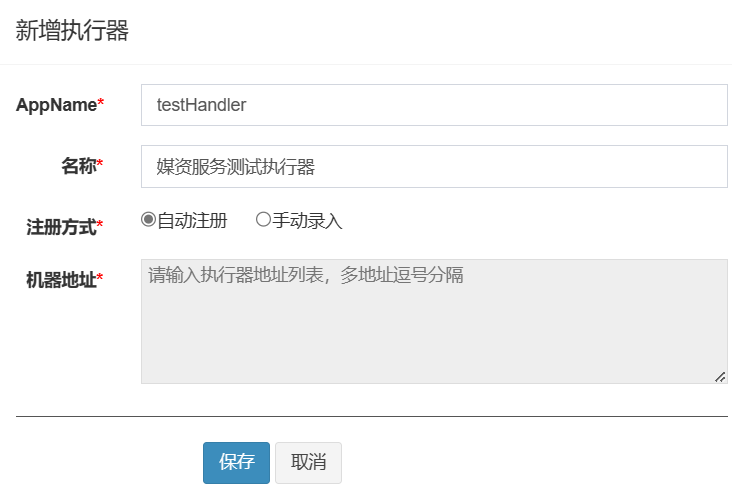 新增执行器
AppName*
testHandler
名称*
媒资服务测试执行器
注册方式*
自动注册 手动录入
机器地址*
请输入执行器地址列表，多地址逗号分隔
保存 取消